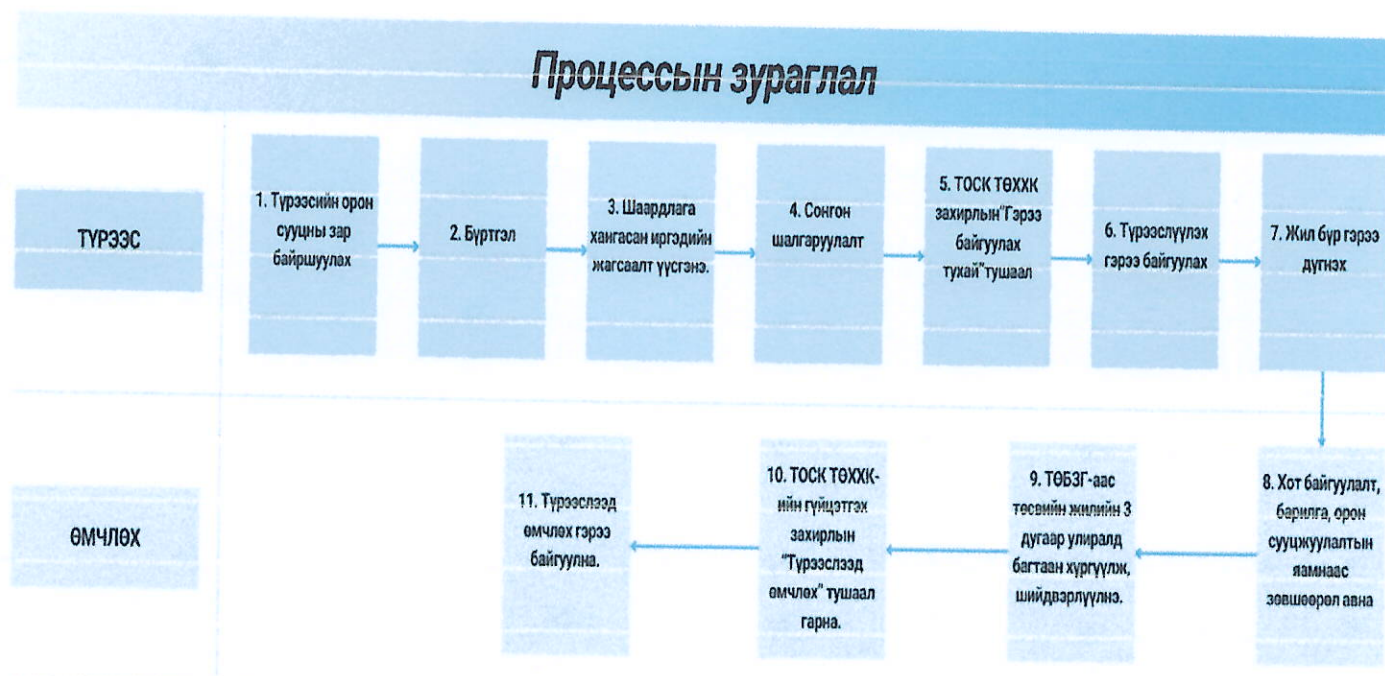 Процессын зураглал
ТҮРЭЭС
1. Түрээсийн орон
сууцны зар
байршуулах
2. Бүртгэл
3. Шаардлага
хангасан иргэдийн
жагсаалт үүсгэнэ.
4. Сонгон
шалгаруулалт
5. ТОСК ТӨХХК
захирлын"Гэрээ
байгуулах
тухай"тушаал
6. Түрээслүүлэх
гэрээ байгуулах
7. Жил бүр гэрээ
дүгнэх
ӨМЧЛӨХ
8. Хот байгуулалт,
барилга, орон
сууцжуулалтын
яамнаас
зөвшөөрөл авна
9. ТӨБЗГ-аас
төсвийн жилийн 3
дугаар улиралд
багтаан хүргүүлж,
шийдвэрлүүлнэ.
10. ТОСК ТӨХХК-
ийн гүйцэтгэх
захирлын
"Түрээслээд
өмчлөх" тушаал
гарна.
11. Түрээслээд
өмчлөх гэрээ
байгуулна.